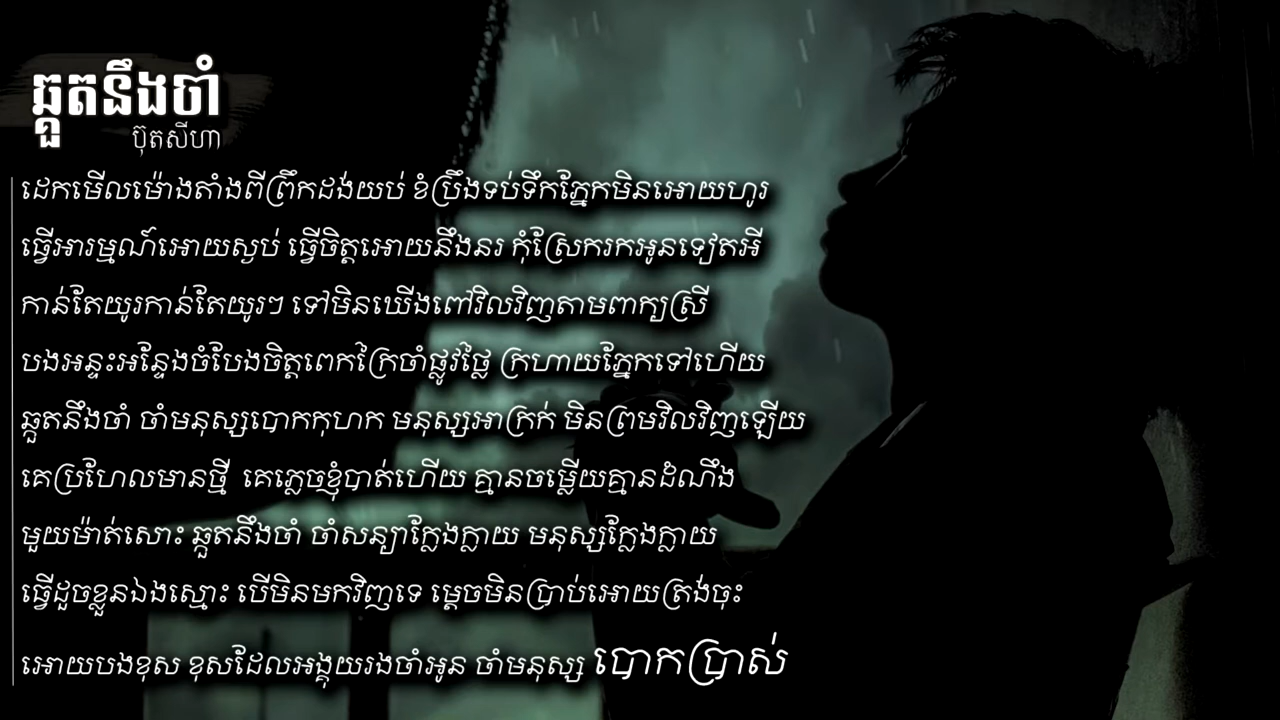 ឆ្កួតនឹងចាំ
ប៊ុតសីហា
ដេកមើលម៉ោងតាំងពីព្រឹកដង់យប់ ខំប្រឹងទប់ទឹកភ្នែកមិនអោយហូរ
ធ្វើអារម្មណ៍អោយស្ងប់ ធ្វើចិត្តអោយនឹងនរ កុំស្រែករកអូនទៀតអី
កាន់តែយូរកាន់តែយូរៗ ទៅមិនឃើងពៅវិលវិញតាមពាក្យស្រី
បងអន្ទះអន្ទែងចំបែងចិត្តពេកក្រៃចាំផ្លូវថ្លៃ ក្រហាយភ្នែកទៅហើយ
ឆ្កួតនឹងចាំ ចាំមនុស្សបោកកុហក មនុស្សអាក្រក់ មិនព្រមវិលវិញឡើយ
គេប្រហែលមានថ្មី គេភ្លេចខ្ញុំបាត់ហើយ គ្មានចម្លើយគ្មានដំណឹង
មួយម៉ាត់សោះ ឆ្កួតនឹងចាំ ចាំសន្យាក្លែងក្លាយ មនុស្សក្លែងក្លាយ
ធ្វើដួចខ្លួនឯងស្មោះ បើមិនមកវិញទេ ម្ដេចមិនប្រាប់អោយត្រង់ចុះ
អោយបងខុស ខុសដែលអង្គុយរងចាំអូន ចាំមនុស្ស បោកប្រាស់